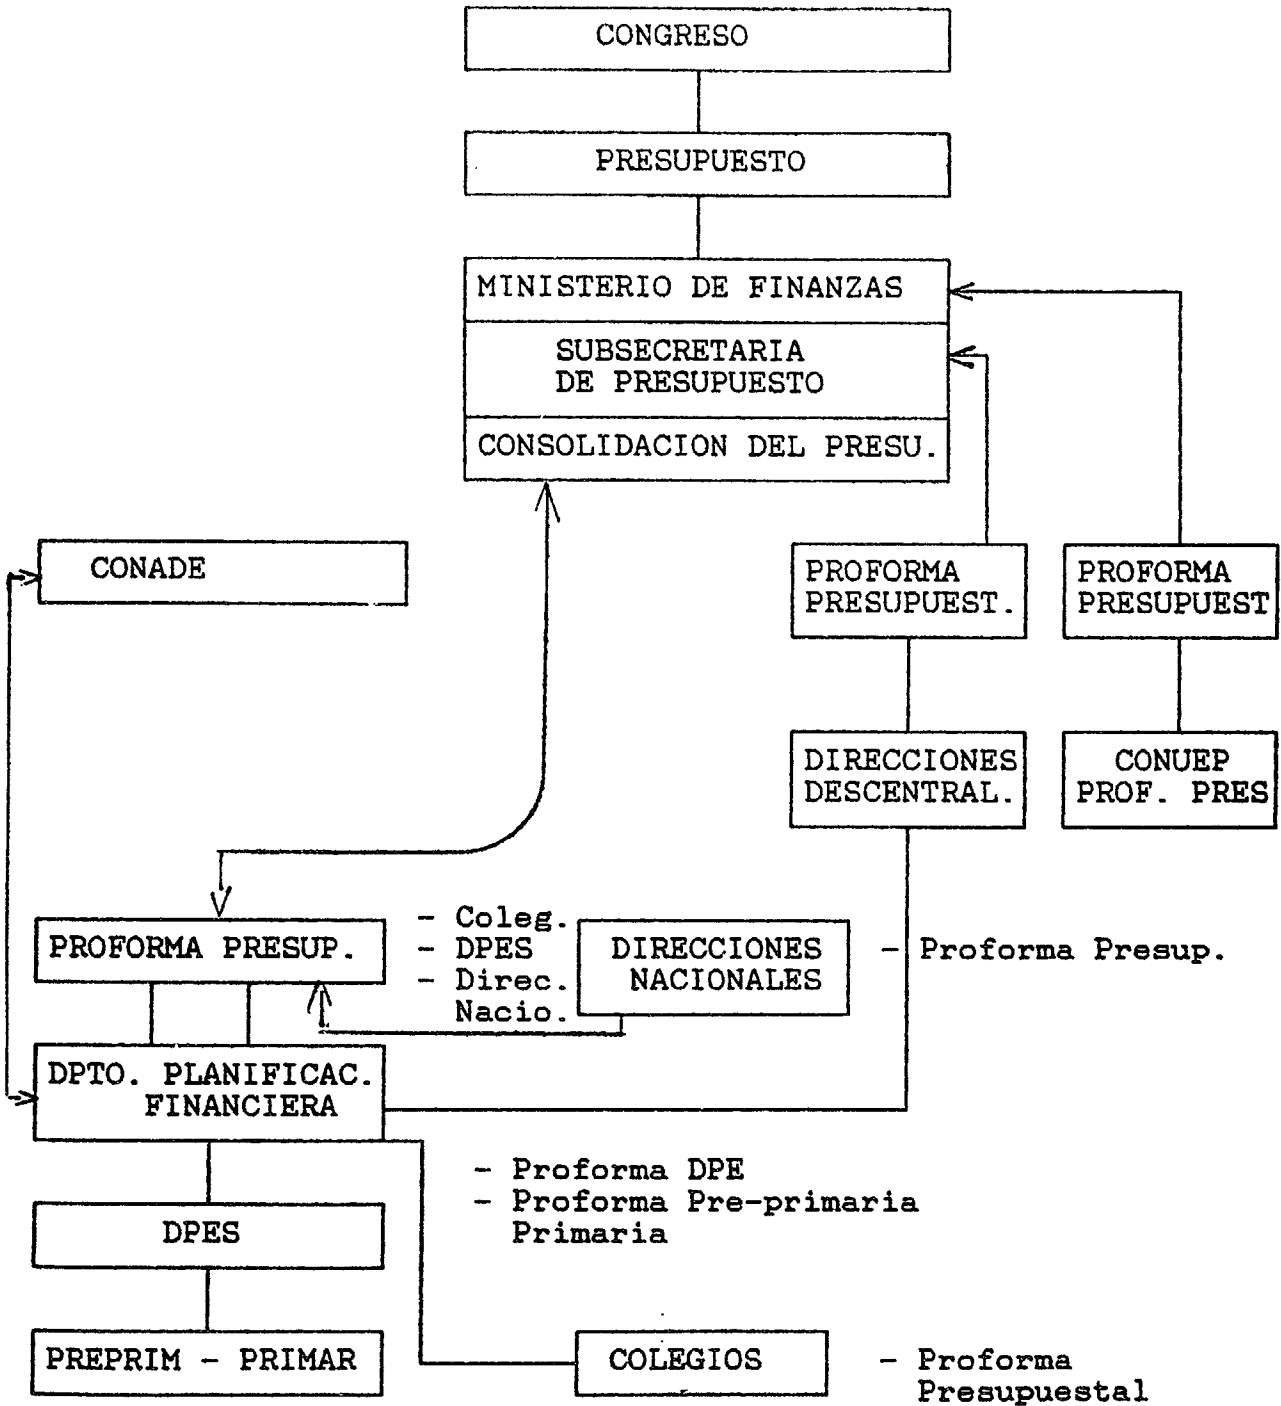 CONGRESO
PRESUPUESTO
MINISTERIO DE FINANZAS
SUBSECRETARIA
DE PRESUPUESTO
CONSOLIDACION DEL PRESU.
CONADE
PROFORMA
PRESUPUEST.
PROFORMA
PRESUPUEST
DIRECCIONES
DESCENTRAL.
CONUEP
PROF. PRES
PROFORMA PRESUP.
- Coleg.
- DPES
- Direc.
Nacio.
DIRECCIONES
NACIONALES
- Proforma Presup.
DPTO. PLANIFICAC.
FINANCIERA
- Proforma DPE
- Proforma Pre-primaria
Primaria
DPES
PREPRIM - PRIMAR
COLEGIOS
- Proforma
Presupuestal